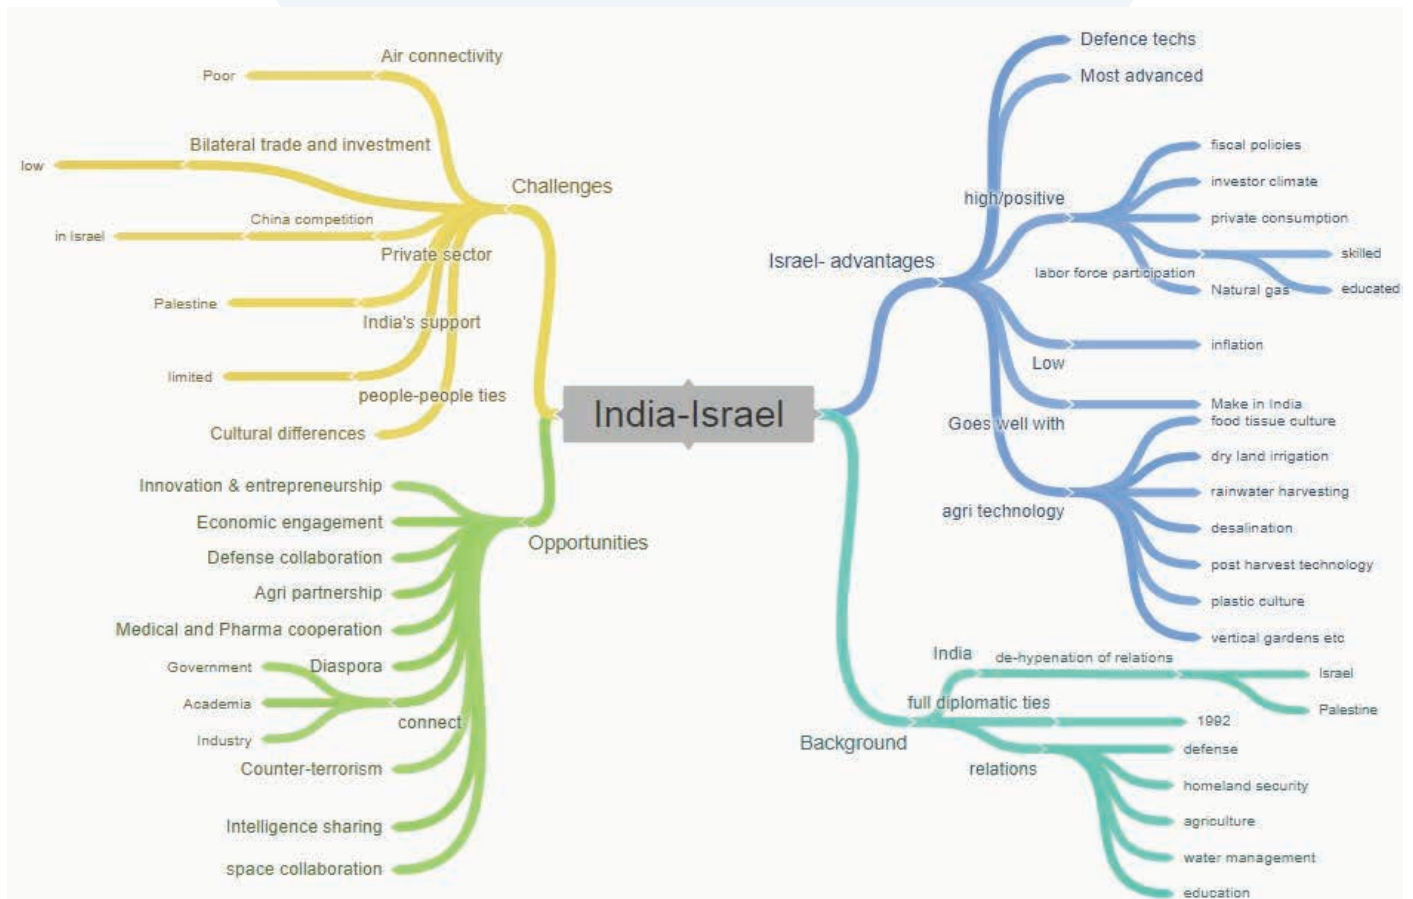 India-Israel
Challenges
Air connectivity
Poor
Bilateral trade and investment
low
Private sector
China competition
in Israel
India's support
Palestine
people-people ties
limited
Cultural differences
Opportunities
Innovation & entrepreneurship
Economic engagement
Defense collaboration
Agri partnership
Medical and Pharma cooperation
Diaspora
connect
Government
Academia
Industry
Counter-terrorism
Intelligence sharing
space collaboration
Israel- advantages
Defence techs
Most advanced
high/positive
fiscal policies
investor climate
private consumption
labor force participation
skilled
educated
Natural gas
Low
inflation
Goes well with
Make in India
agri technology
food tissue culture
dry land irrigation
rainwater harvesting
desalination
post harvest technology
plastic culture
vertical gardens etc
Background
India
de-hypenation of relations
Israel
Palestine
full diplomatic ties
1992
relations
defense
homeland security
agriculture
water management
education